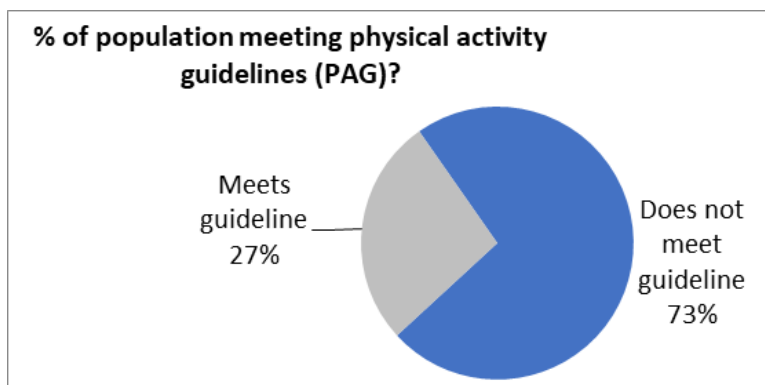 % of population meeting physical activity
guidelines (PAG)?
Meets
guideline
27%
Does not
meet
guideline
73%